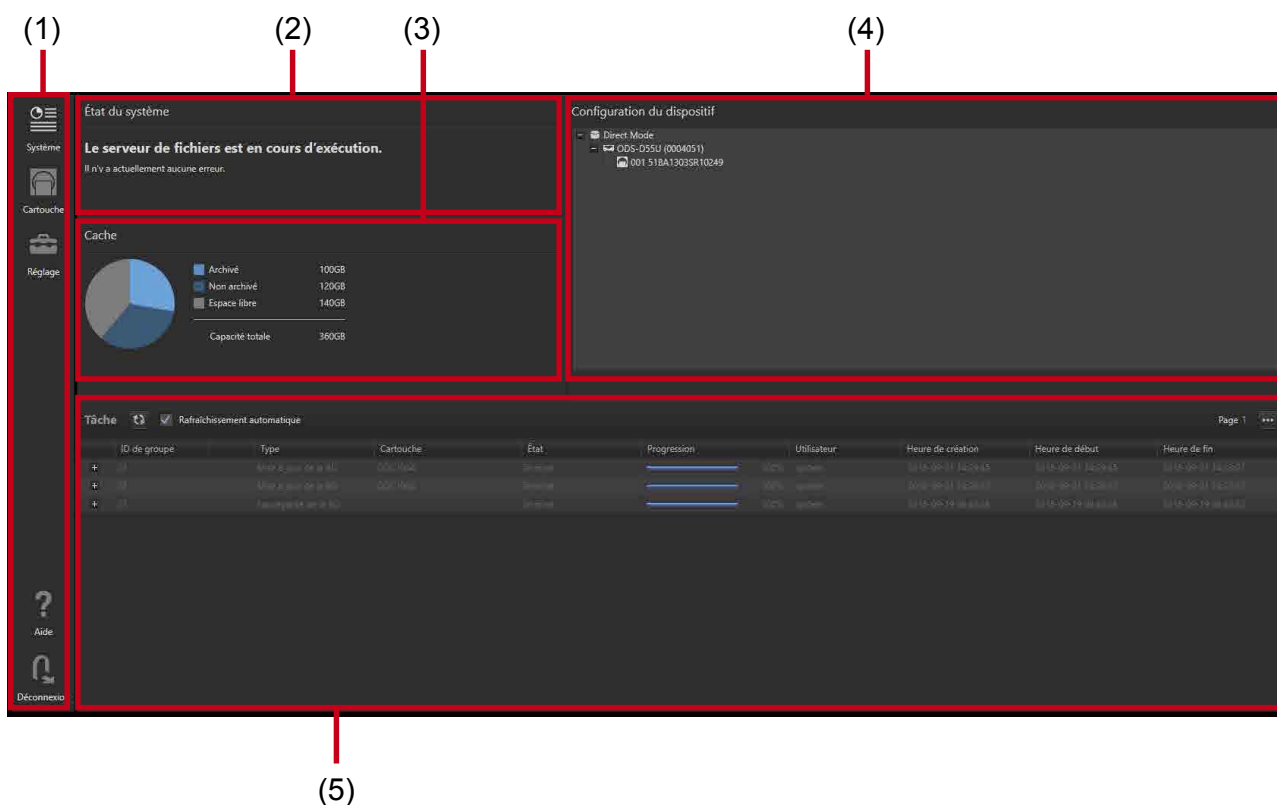 (1)
(2)
(3)
(4)
Système
Cartouche
Réglage
Aide
Déconnexio
État du système
Le serveur de fichiers est en cours d'exécution.
Il n'y a actuellement aucune erreur.
Cache
Archivé 100GB
Non archivé 120GB
Espace libre 140GB
Capacité totale 360GB
Configuration du dispositif
Direct Mode
ODS-D55U (0004051)
001 51BA1303SR10249
Tâche Rafraîchissement automatique Page 1
ID de groupe Type Cartouche État Progression Utilisateur Heure de création Heure de début Heure de fin
(5)